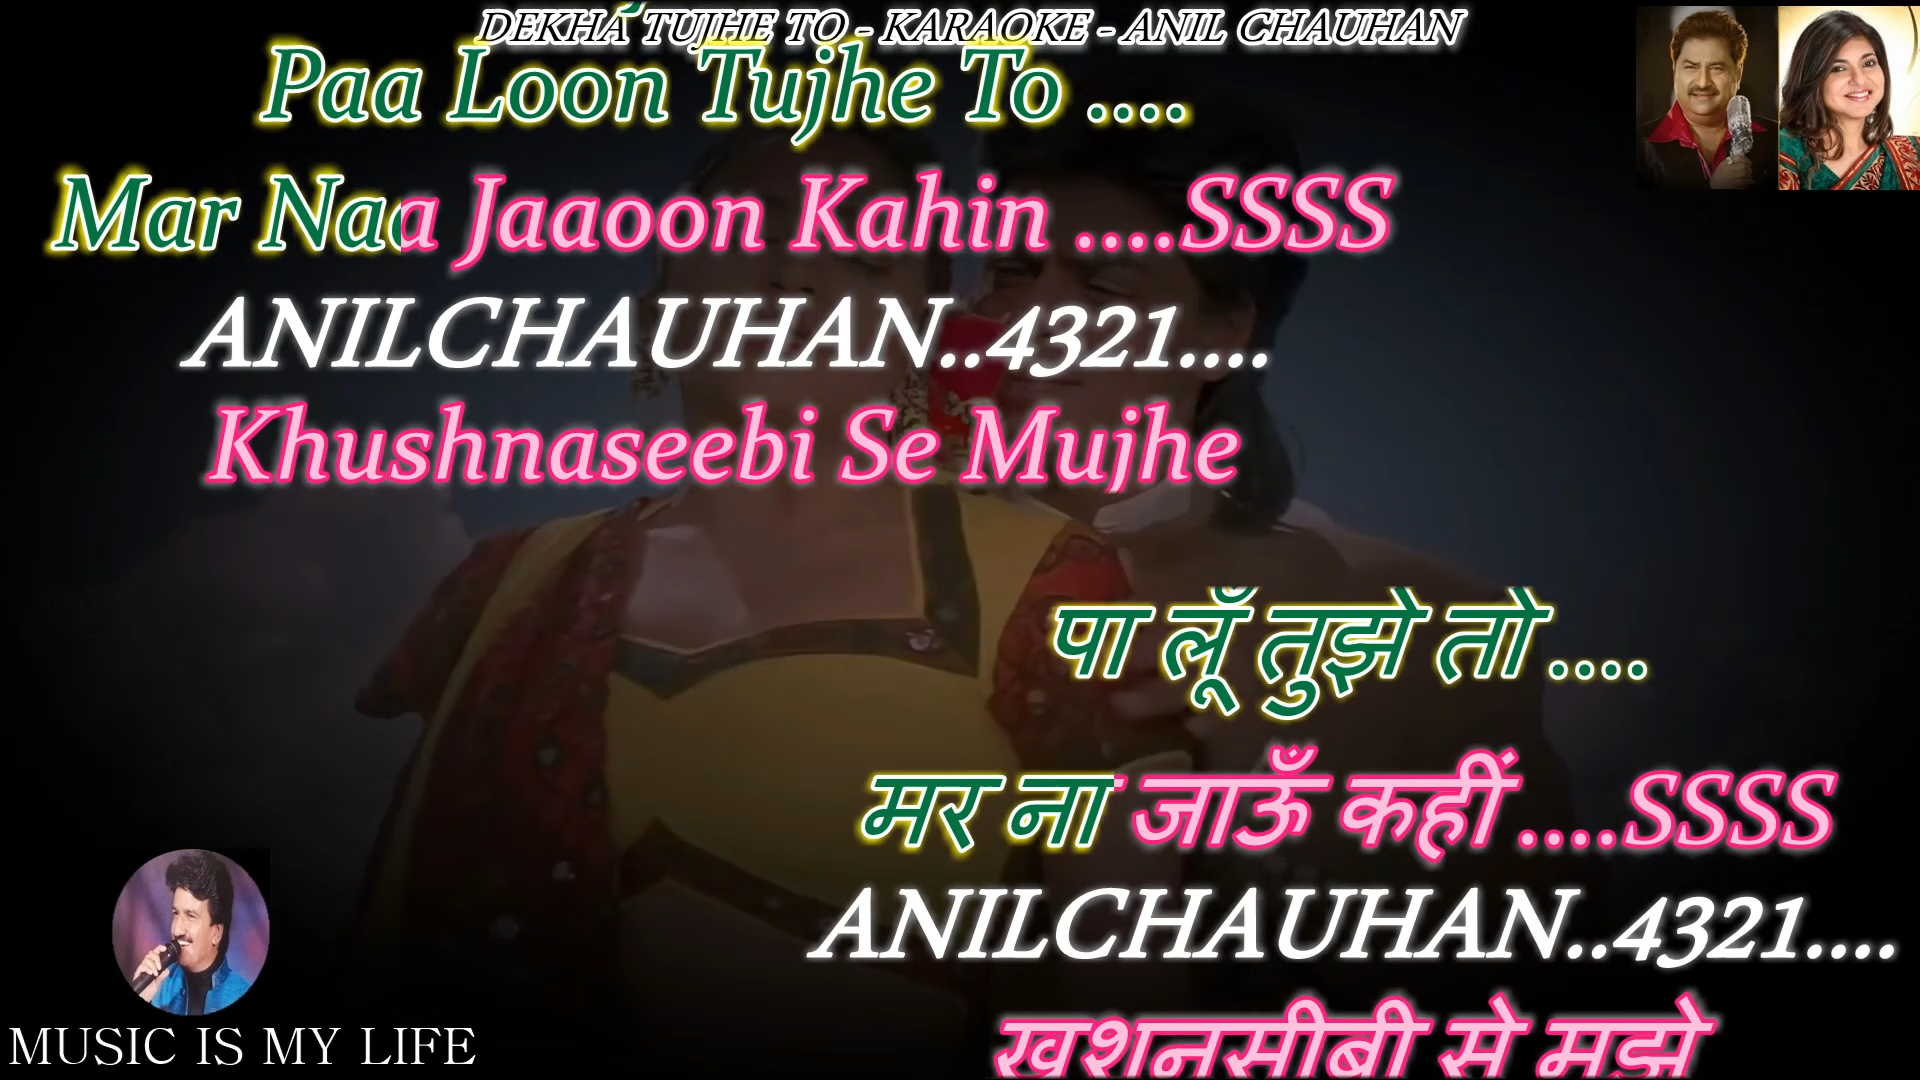 DEKHA TUJHE TO - KARAOKE - ANIL CHAUHAN
Paa Loon Tujhe To ....
Mar Naa Jaaoon Kahin ....SSSS
ANILCHAUHAN..4321....
Khushnaseebi Se Mujhe
पा लूँ तुझे तो ....
मर ना जाऊँ कहीं ....SSSS
ANILCHAUHAN..4321....
खुशनसीबी से मुझे
MUSIC IS MY LIFE